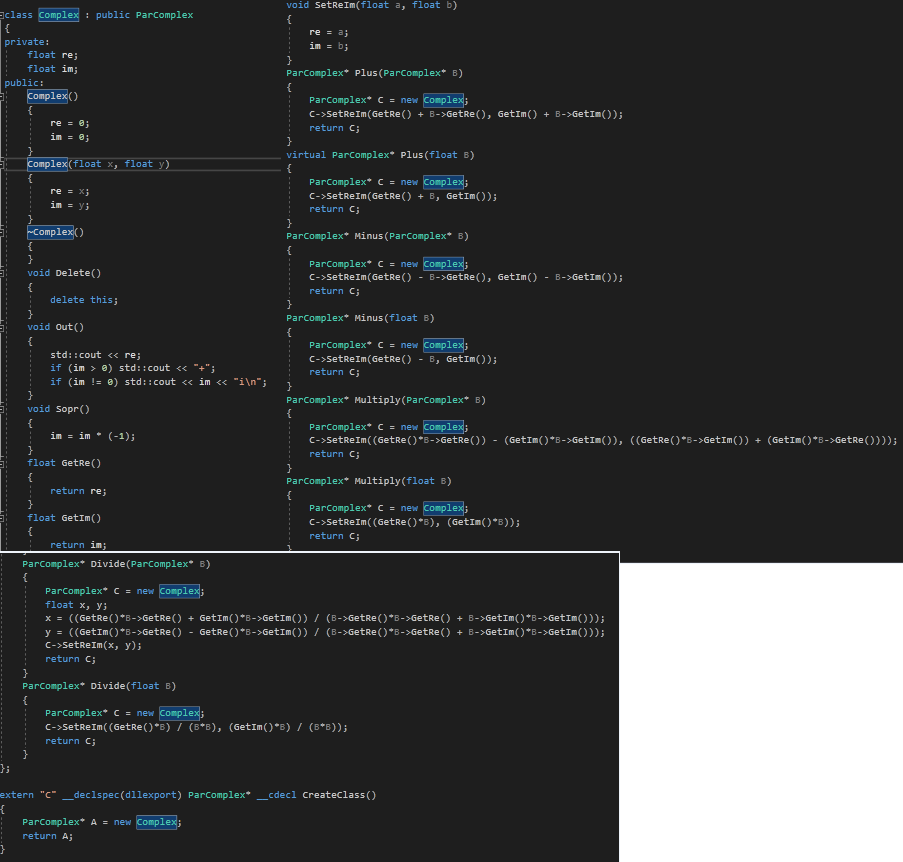 class Complex : public ParComplex
{
private:
float re;
float im;
public:
Complex()
{
re = 0;
im = 0;
}
Complex(float x, float y)
{
re = x;
im = y;
}
~Complex()
{
}
void Delete()
{
delete this;
}
void Out()
{
std::cout << re;
if (im > 0) std::cout << "+";
if (im != 0) std::cout << im << "i\n";
}
void Sopr()
{
im = im * (-1);
}
float GetRe()
{
return re;
}
float GetIm()
{
return im;
void SetReIm(float a, float b)
{
re = a;
im = b;
}
ParComplex* Plus(ParComplex* B)
{
ParComplex* C = new Complex;
C->SetReIm(GetRe() + B->GetRe(), GetIm() + B->GetIm());
return C;
}
virtual ParComplex* Plus(float B)
{
ParComplex* C = new Complex;
C->SetReIm(GetRe() + B, GetIm());
return C;
}
ParComplex* Minus(ParComplex* B)
{
ParComplex* C = new Complex;
C->SetReIm(GetRe() - B->GetRe(), GetIm() - B->GetIm());
return C;
}
ParComplex* Minus(float B)
{
ParComplex* C = new Complex;
C->SetReIm(GetRe() - B, GetIm());
return C;
}
ParComplex* Multiply(ParComplex* B)
{
ParComplex* C = new Complex;
C->SetReIm((GetRe()*B->GetRe()) - (GetIm()*B->GetIm()), ((GetRe()*B->GetIm()) + (GetIm()*B->GetRe())));
return C;
}
ParComplex* Multiply(float B)
{
ParComplex* C = new Complex;
C->SetReIm((GetRe()*B), (GetIm()*B));
return C;
}
ParComplex* Divide(ParComplex* B)
{
ParComplex* C = new Complex;
float x, y;
x = ((GetRe()*B->GetRe() + GetIm()*B->GetIm()) / (B->GetRe()*B->GetRe() + B->GetIm()*B->GetIm()));
y = ((GetIm()*B->GetRe() - GetRe()*B->GetIm()) / (B->GetRe()*B->GetRe() + B->GetIm()*B->GetIm()));
C->SetReIm(x, y);
return C;
}
ParComplex* Divide(float B)
{
ParComplex* C = new Complex;
C->SetReIm((GetRe()*B) / (B*B), (GetIm()*B) / (B*B));
return C;
}
};
extern "C" __declspec(dllexport) ParComplex* __cdecl CreateClass()
{
ParComplex* A = new Complex;
return A;
}